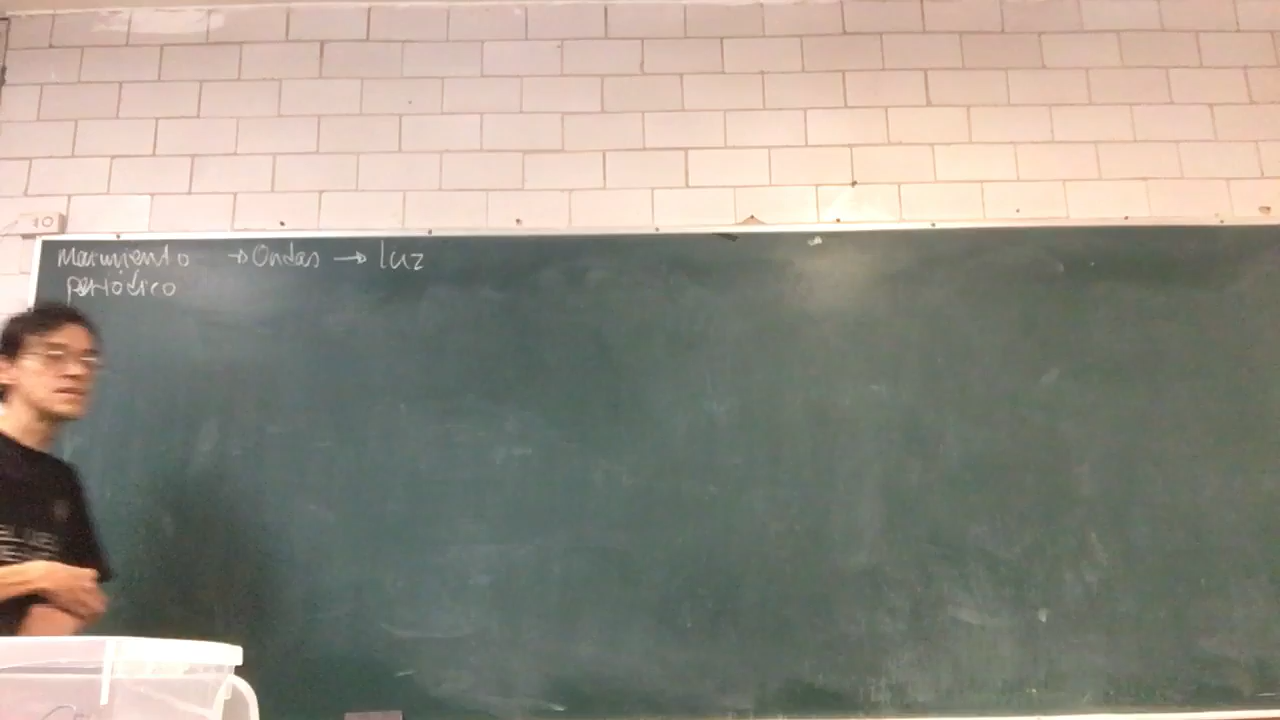 Movimiento → Ondas → luz
periódico